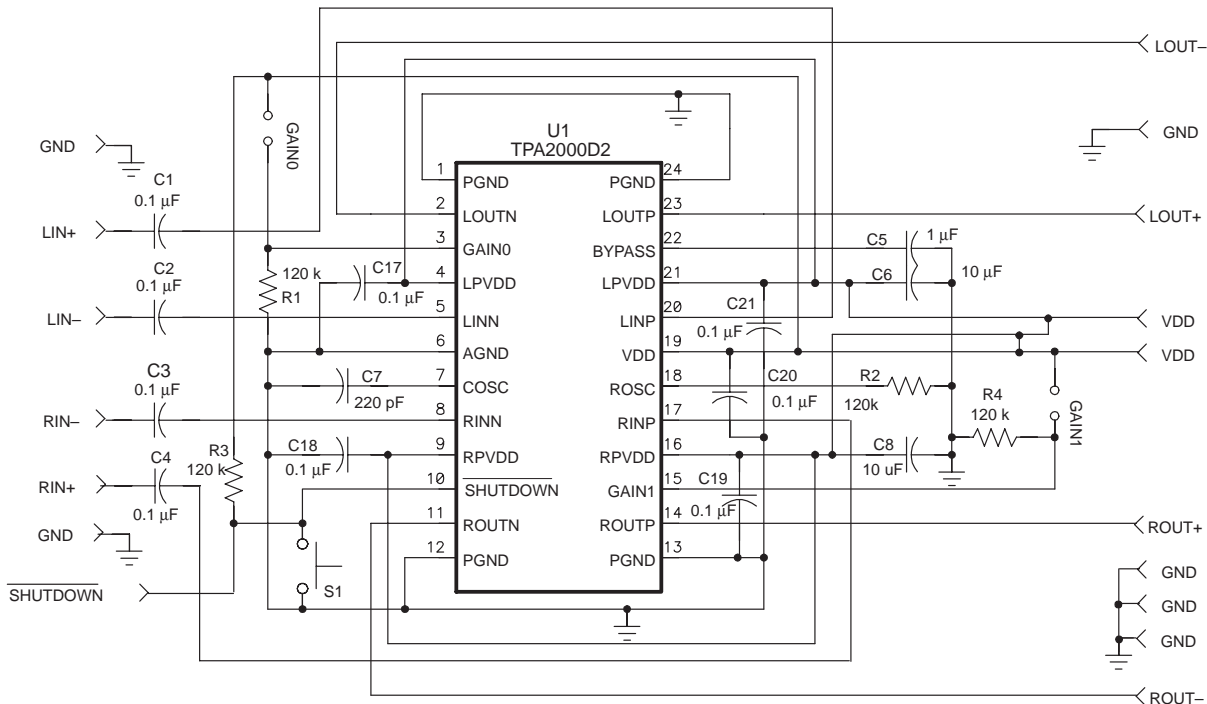 LOUT–
GND
GAIN0
U1
TPA2000D2
GND
C1
0.1 μF
LIN+
C2
0.1 μF
LIN–
C3
0.1 μF
RIN–
C4
RIN+
0.1 μF
GND
SHUTDOWN
R3
120 k
120 k
R1
C17
0.1 μF
C7
220 pF
C18
0.1 μF
S1
1 PGND
2 LOUTN
3 GAIN0
4 LPVDD
5 LINN
6 AGND
7 COSC
8 RINN
9 RPVDD
10 SHUTDOWN
11 ROUTN
12 PGND
PGND 24
LOUTP 23
BYPASS 22
LPVDD 21
LINP 20
VDD 19
ROSC 18
RINP 17
RPVDD 16
GAIN1 15
ROUTP 14
PGND 13
LOUT+
C5
1 μF
C6
10 μF
C21
0.1 μF
VDD
VDD
C20
0.1 μF
R2
120k
R4
120 k
GAIN1
C8
10 uF
C19
0.1 μF
ROUT+
GND
GND
GND
ROUT–